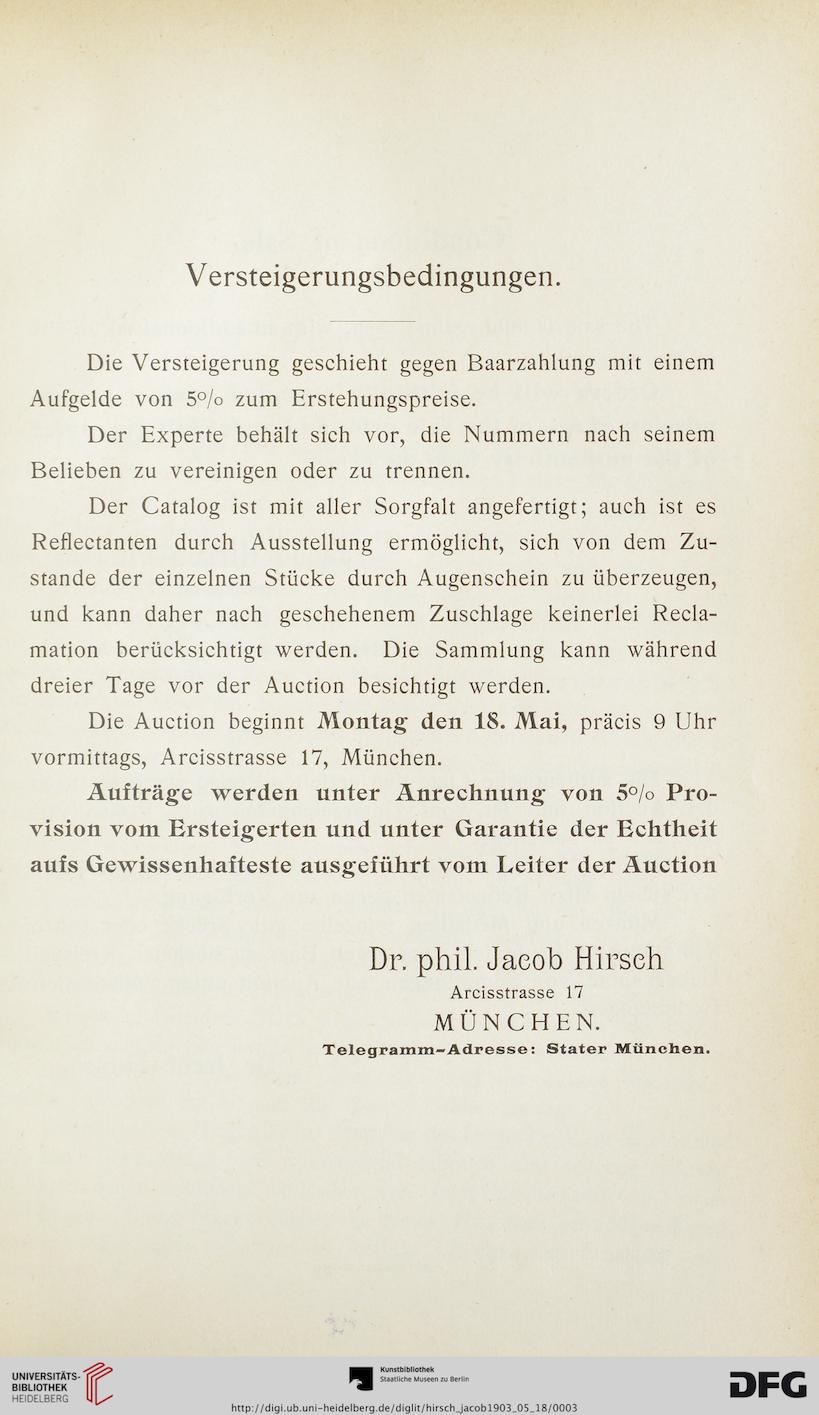 Versteigerungsbedingungen.
Die Versteigerung geschieht gegen Baarzahlung mit einem
Aufgelde von 5% zum Erstehungspreise.
Der Experte behält sich vor, die Nummern nach seinem
Belieben zu vereinigen oder zu trennen.
Der Catalog ist mit aller Sorgfalt angefertigt; auch ist es
Reflectanten durch Ausstellung ermöglicht, sich von dem Zu-
stande der einzelnen Stücke durch Augenschein zu überzeugen,
und kann daher nach geschehenem Zuschlage keinerlei Recla-
mation berücksichtigt werden. Die Sammlung kann während
dreier Tage vor der Auction besichtigt werden.
Die Auction beginnt Montag den 18. Mai, präcis 9 Uhr
vormittags, Arcisstrasse 17, München.
Aufträge werden unter Anrechnung von 5% Pro-
vision vom Ersteigerten und unter Garantie der Echtheit
aufs Gewissenhafteste ausgeführt vom Leiter der Auction
Dr. phil. Jacob Hirsch
Arcisstrasse 17
MÜNCHEN.
Telegramm-Adresse: Stater München.
UNIVERSITÄTS-
BIBLIOTHEK
HEIDELBERG
Kunstbibliothek
Staatliche Museen zu Berlin
DFG
http://digi.ub.uni-heidelberg.de/diglit/hirsch_jacob1903_05_18/0003